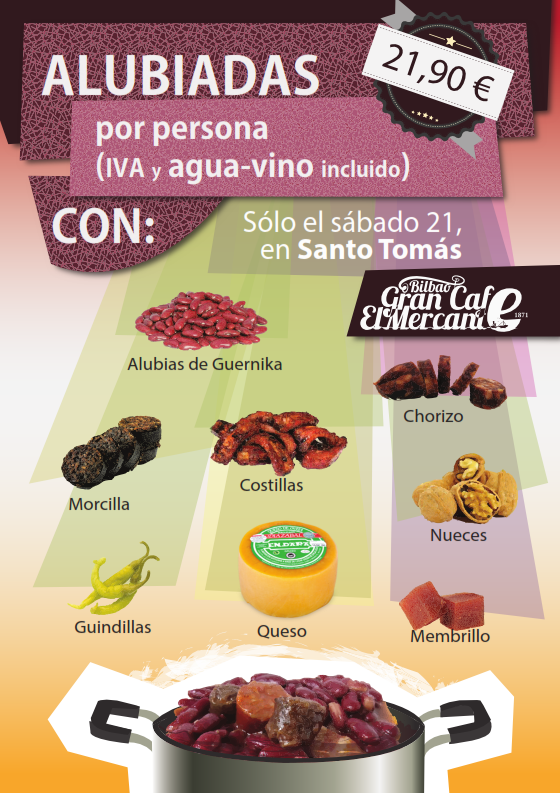 ALUBIADAS
21,90 €
por persona
(IVA y agua-vino incluido)
CON:
Sólo el sábado 21,
en Santo Tomás
Bilbao
Gran Cafe
El Mercante
1871
Alubias de Guernika
Chorizo
Morcilla
Costillas
Nueces
Guindillas
Queso
Membrillo